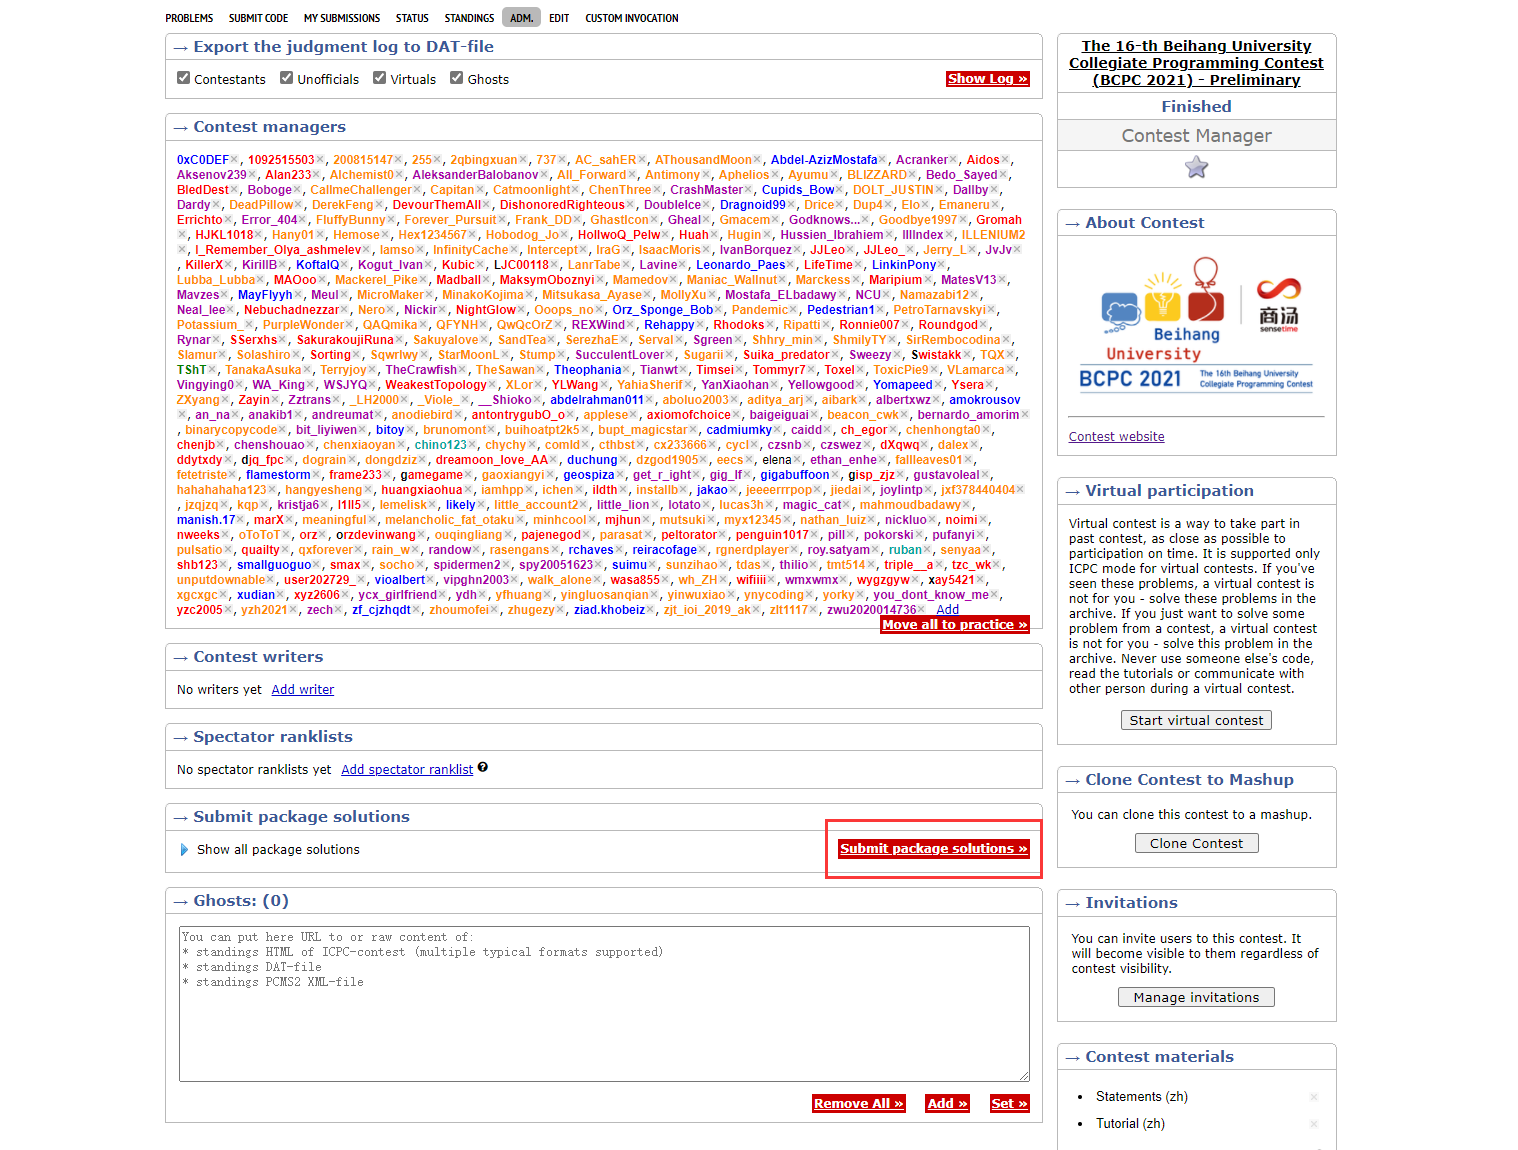 PROBLEMS SUBMIT CODE MY SUBMISSIONS STATUS STANDINGS ADM. EDIT CUSTOM INVOCATION
→ Export the judgment log to DAT-file
Contestants Unofficials Virtuals Ghosts Show Log »
→ Contest managers
0xC0DEF×, 1092515503×, 200815147×, 255×, 2qbingxuan×, 737×, AC_sahER×, AThousandMoon×, Abdel-AzizMostafa×, Acranker×, Aidos×,
Aksenov239×, Alan233×, Alchemist0×, AleksanderBalobanov×, All_Forward×, Antimony×, Aphelios×, Ayumu×, BLIZZARD×, Bedo_Sayed×,
BledDest×, Boboge×, CallmeChallenger×, Capitan×, Catmoonlight×, ChenThree×, CrashMaster×, Cupids_Bow×, DOLT_JUSTIN×, Dallby×,
Dardy×, DeadPillow×, DerekFeng×, DevourThemAll×, DishonoredRighteous×, DoubleIce×, Dragnoid99×, Drice×, Dup4×, Elo×, Emaneru×,
Errichto×, Error_404×, FluffyBunny×, Forever_Pursuit×, Frank_DD×, GhastIcon×, Gheal×, Gmacem×, Godknows...×, Goodbye1997×, Gromah
×, HJKL1018×, Hany01×, Hemose×, Hex1234567×, Hobodog_Jo×, HollwoQ_Pelw×, Huah×, Hugin×, Hussien_Ibrahiem×, IllIndex×, ILLENIUM2
×, I_Remember_Olya_ashmelev×, Iamso×, InfinityCache×, Intercept×, IraG×, IsaacMoris×, IvanBorquez×, JJLeo×, JJLeo_×, Jerry_L×, JvJv×
, KillerX×, KirillB×, KoftaIQ×, Kogut_Ivan×, Kubic×, LJC00118×, LanrTabe×, Lavine×, Leonardo_Paes×, LifeTime×, LinkinPony×,
Lubba_Lubba×, MAOoo×, Mackerel_Pike×, Madball×, MaksymOboznyi×, Mamedov×, Maniac_Wallnut×, Marckess×, Maripium×, MatesV13×,
Mavzes×, MayFlyyh×, Meul×, MicroMaker×, MinakoKojima×, Mitsukasa_Ayase×, MollyXu×, Mostafa_ELbadawy×, NCU×, Namazabi12×,
Neal_lee×, Nebuchadnezzar×, Nero×, Nickir×, NightGlow×, Ooops_no×, Orz_Sponge_Bob×, Pandemic×, Pedestrian1×, PetroTarnavskyi×,
Potassium_×, PurpleWonder×, QAQmika×, QFYNH×, QwQcOrZ×, REXWind×, Rehappy×, Rhodoks×, Ripatti×, Ronnie007×, Roundgod×,
Rynar×, SSerxhs×, SakurakoujiRuna×, Sakuyalove×, SandTea×, SerezhaE×, Serval×, Sgreen×, Shhry_min×, ShmilyTY×, SirRembocodina×,
Slamur×, Solashiro×, Sorting×, Sqwrlwy×, StarMoonL×, Stump×, SucculentLover×, Sugarii×, Suika_predator×, Sweezy×, Swistakk×, TQX×,
TShT×, TanakaAsuka×, Terryjoy×, TheCrawfish×, TheSawan×, Theophania×, Tianwt×, Timsei×, Tommyr7×, Toxel×, ToxicPie9×, VLamarca×,
Vingying0×, WA_King×, WSJYQ×, WeakestTopology×, XLor×, YLWang×, YahiaSherif×, YanXiaohan×, Yellowgood×, Yomapeed×, Ysera×,
ZXyang×, Zayin×, Zztrans×, _LH2000×, _Viole_×, __Shioko×, abdelrahman011×, aboluo2003×, aditya_arj×, aibark×, albertxwz×, amokrousov
×, an_na×, anakib1×, andreumat×, anodiebird×, antontrygubO_o×, applese×, axiomofchoice×, baigeiguai×, beacon_cwk×, bernardo_amorim×
, binarycopycode×, bit_liyiwen×, bitoy×, brunomont×, buihoatpt2k5×, bupt_magicstar×, cadmiumky×, caidd×, ch_egor×, chenhongta0×,
chenjb×, chenshouao×, chenxiaoyan×, chino123×, chychy×, comld×, cthbst×, cx233666×, cycl×, czsnb×, czswez×, dXqwq×, dalex×,
ddytxdy×, djq_fpc×, dograin×, dongdziz×, dreamoon_love_AA×, duchung×, dzgod1905×, eecs×, elena×, ethan_enhe×, fallleaves01×,
fetetriste×, flamestorm×, frame233×, gamegame×, gaoxiangyi×, geospiza×, get_r_ight×, gig_lf×, gigabuffoon×, gisp_zjz×, gustavoleal×,
hahahahaha123×, hangyesheng×, huangxiaohua×, iamhpp×, ichen×, ildth×, installb×, jakao×, jeeeerrrpop×, jiedai×, joylintp×, jxf378440404×
, jzqjzq×, kqp×, kristja6×, l1ll5×, lemelisk×, likely×, little_account2×, little_lion×, lotato×, lucas3h×, magic_cat×, mahmoudbadawy×,
manish.17×, marX×, meaningful×, melancholic_fat_otaku×, minhcool×, mjhun×, mutsuki×, myx12345×, nathan_luiz×, nickluo×, noimi×,
nweeks×, oToToT×, orz×, orzdevinwang×, ouqingliang×, pajenegod×, parasat×, peltorator×, penguin1017×, pill×, pokorski×, pufanyi×,
pulsatio×, quailty×, qxforever×, rain_w×, randow×, rasengans×, rchaves×, reiracofage×, rgnerdplayer×, roy.satyam×, ruban×, senyaa×,
shb123×, smallguoguo×, smax×, socho×, spidermen2×, spy20051623×, suimu×, sunzihao×, tdas×, thilio×, tmt514×, triple__a×, tzc_wk×,
unputdownable×, user202729_×, vioalbert×, vipghn2003×, walk_alone×, wasa855×, wh_ZH×, wifiiii×, wmxwmx×, wygzgyw×, xay5421×,
xgcxgc×, xudian×, xyz2606×, ycx_girlfriend×, ydh×, yfhuang×, yingluosanqian×, yinwuxiao×, ynycoding×, yorky×, you_dont_know_me×,
yzc2005×, yzh2021×, zech×, zf_cjzhqdt×, zhoumofei×, zhugezy×, ziad.khobeiz×, zjt_ioi_2019_ak×, zlt1117×, zwu2020014736× Add
Move all to practice »
→ Contest writers
No writers yet Add writer
→ Spectator ranklists
No spectator ranklists yet Add spectator ranklist ?
→ Submit package solutions
Show all package solutions Submit package solutions »
→ Ghosts: (0)
You can put here URL to or raw content of:
* standings HTML of ICPC-contest (multiple typical formats supported)
* standings DAT-file
* standings PCMS2 XML-file
Remove All » Add » Set »
The 16-th Beihang University
Collegiate Programming Contest
(BCPC 2021) - Preliminary
Finished
Contest Manager
→ About Contest
商汤
sensetime
Beihang
University
BCPC 2021
The 16th Beihang University
Collegiate Programming Contest
Contest website
→ Virtual participation
Virtual contest is a way to take part in
past contest, as close as possible to
participation on time. It is supported only
ICPC mode for virtual contests. If you've
seen these problems, a virtual contest is
not for you - solve these problems in the
archive. If you just want to solve some
problem from a contest, a virtual contest
is not for you - solve this problem in the
archive. Never use someone else's code,
read the tutorials or communicate with
other person during a virtual contest.
Start virtual contest
→ Clone Contest to Mashup
You can clone this contest to a mashup.
Clone Contest
→ Invitations
You can invite users to this contest. It
will become visible to them regardless of
contest visibility.
Manage invitations
→ Contest materials
• Statements (zh) ×
• Tutorial (zh) ×